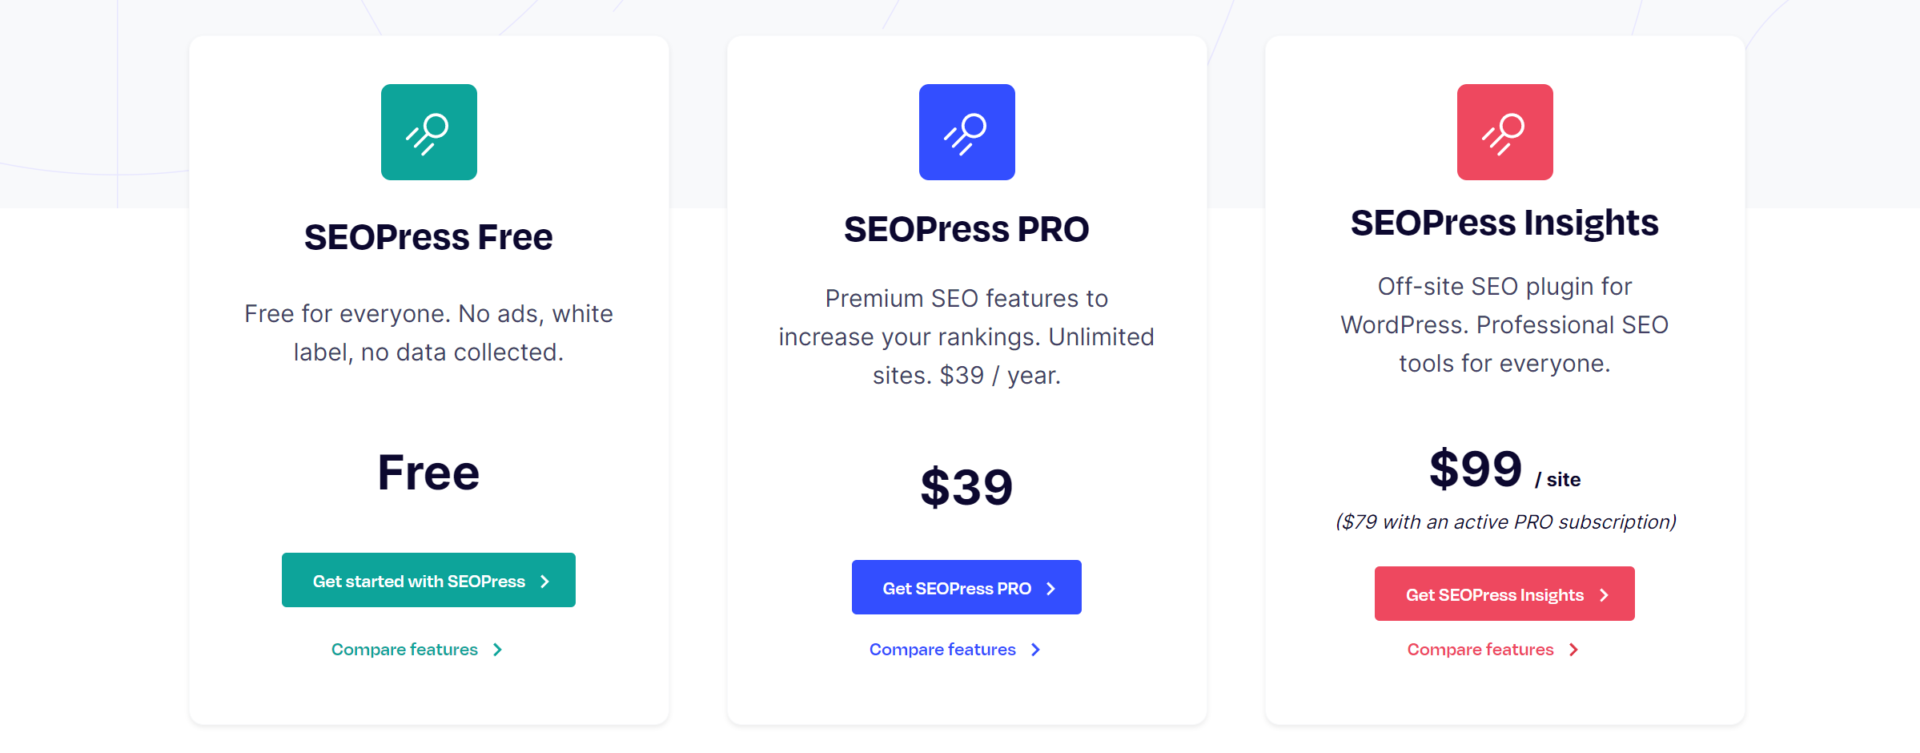 SEOPress Free
Free for everyone. No ads, white
label, no data collected.
Free
Get started with SEOPress
Compare features
SEOPress PRO
Premium SEO features to
increase your rankings. Unlimited
sites. $39 / year.
$39
Get SEOPress PRO
Compare features
SEOPress Insights
Off-site SEO plugin for
WordPress. Professional SEO
tools for everyone.
$99 / site
($79 with an active PRO subscription)
Get SEOPress Insights
Compare features